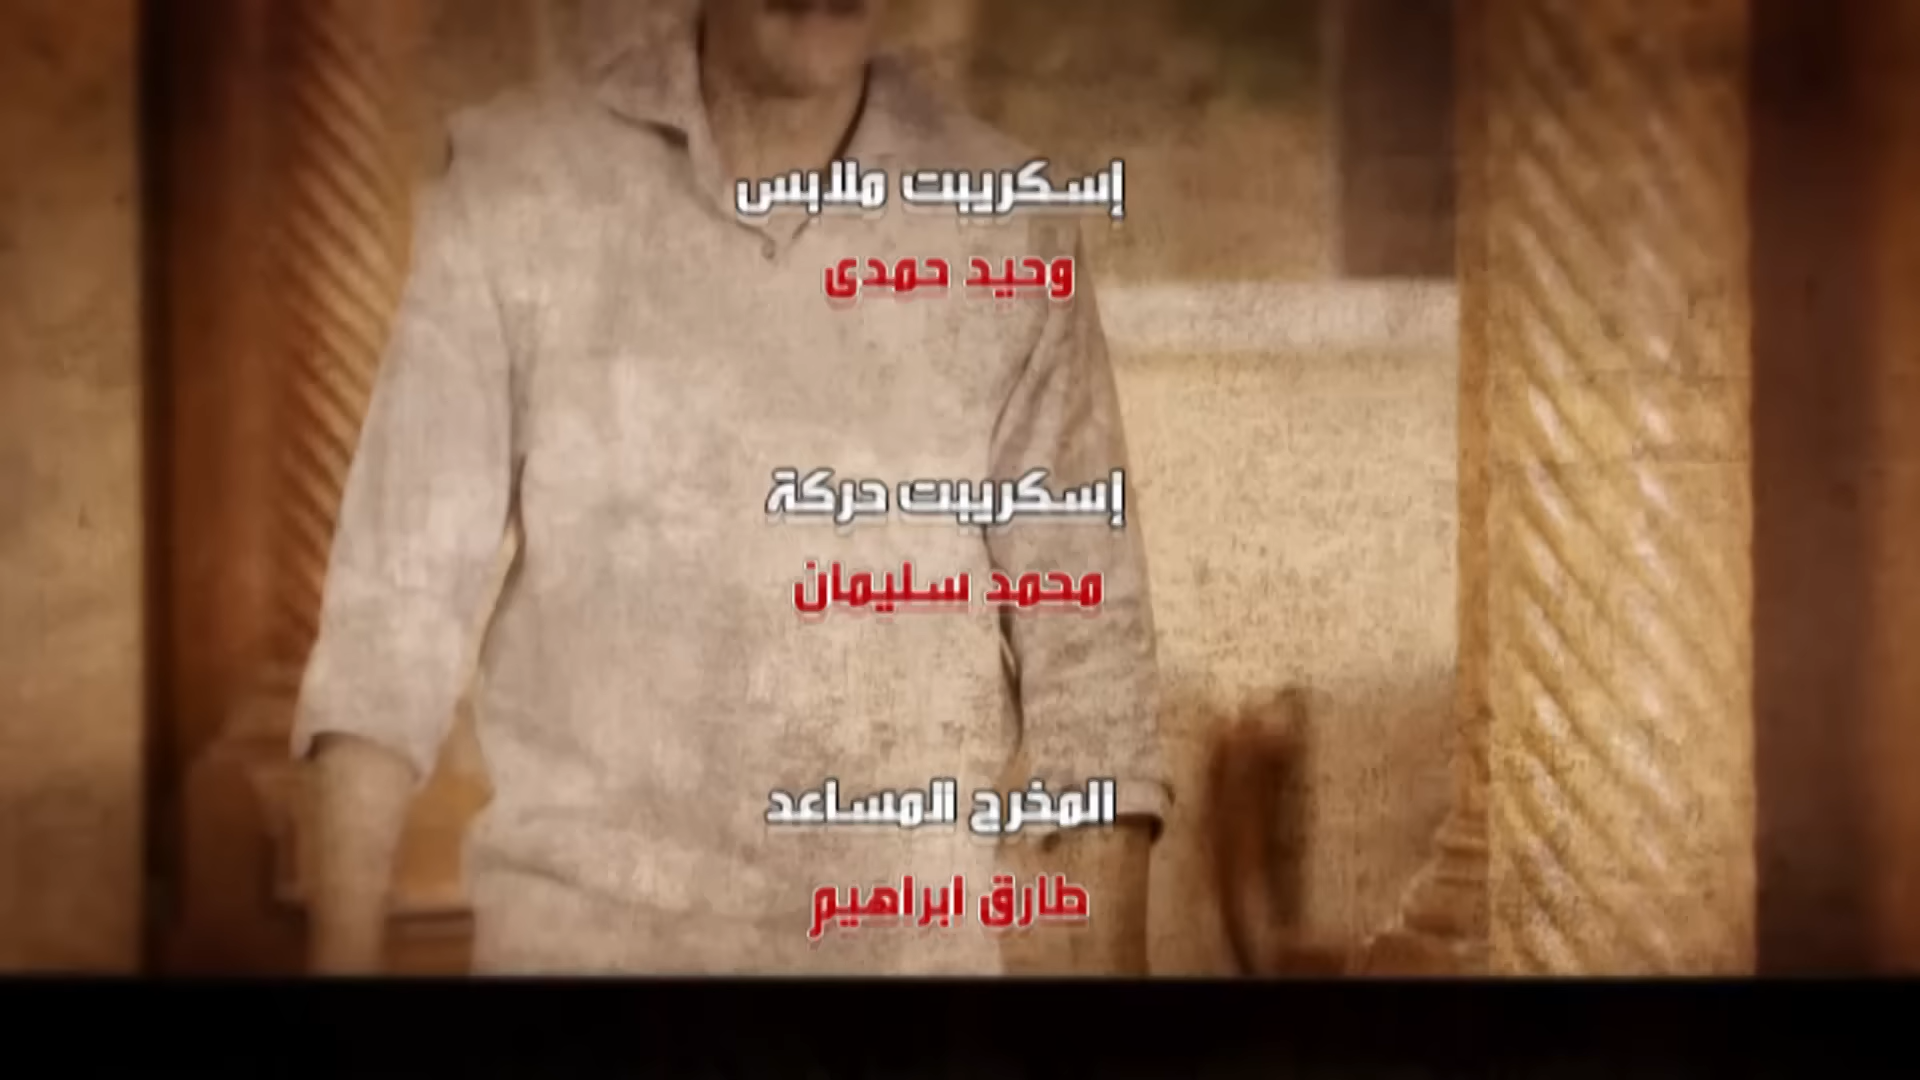 إسكريبت ملابس
وحيد حمدى
إسكريبت حركة
محمد سليمان
المخرج المساعد
طارق ابراهيم